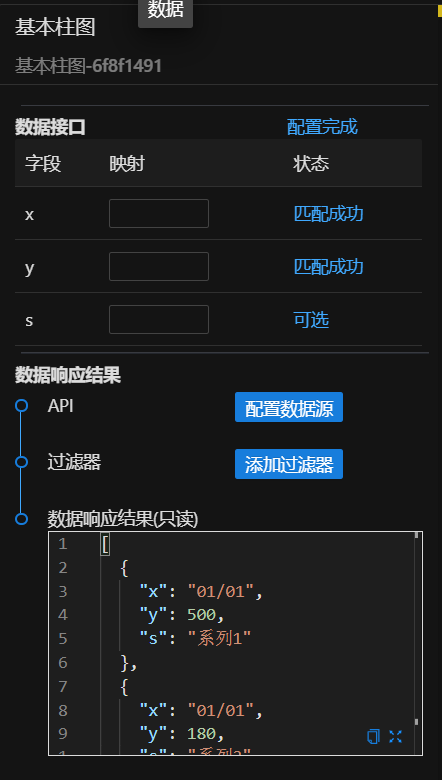 数据
基本柱图
基本柱图-6f8f1491
数据接口 配置完成
字段 映射 状态
x 匹配成功
y 匹配成功
s 可选
数据响应结果
API 配置数据源
过滤器 添加过滤器
数据响应结果(只读)
1 [
2 {
3 "x": "01/01",
4 "y": 500,
5 "s": "系列1"
6 },
7 {
8 "x": "01/01",
9 "y": 180,